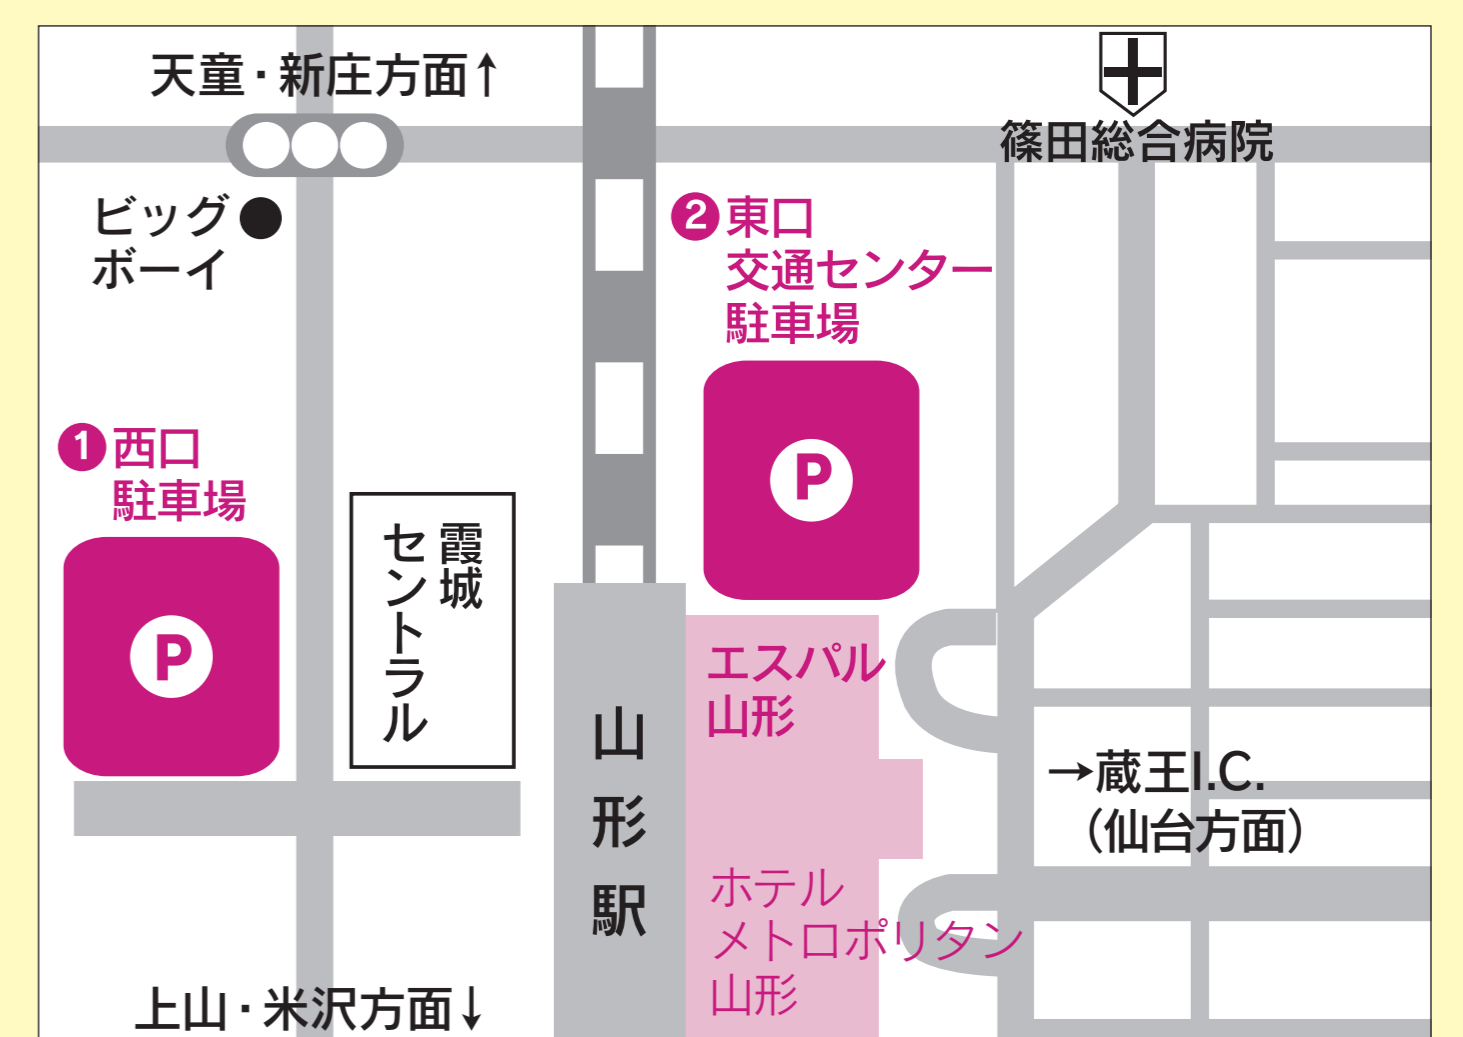 天童・新庄方面↑
篠田総合病院
ビッグ
ボーイ
❷東口
交通センター
駐車場
P
❶西口
駐車場
P
霞城
セントラル
エスパル
山形
山形駅
→蔵王I.C.
（仙台方面）
ホテル
メトロポリタン
山形
上山・米沢方面↓